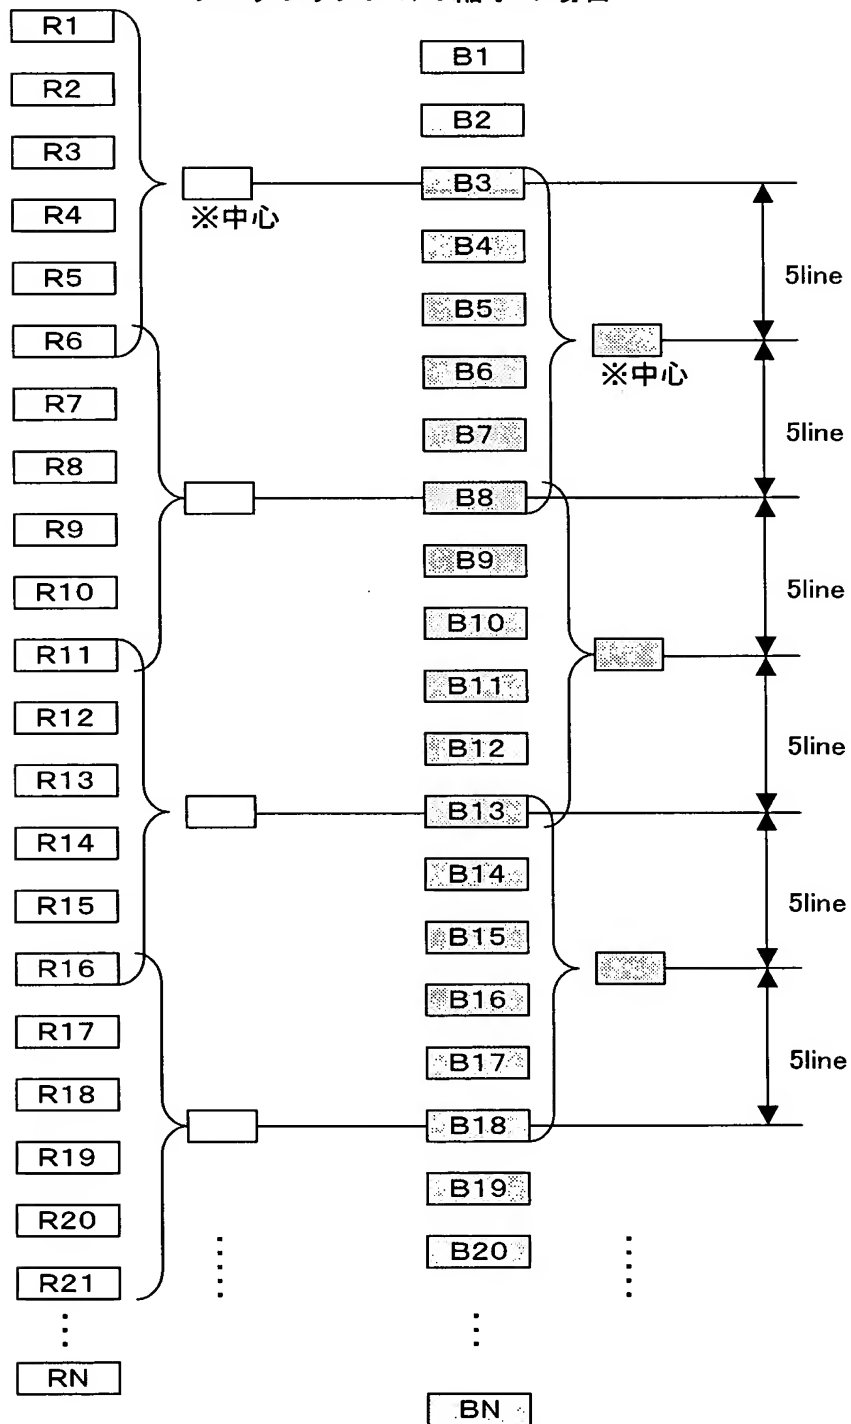 R1
R2
R3
R4
R5
R6
R7
R8
R9
R10
R11
R12
R13
R14
R15
R16
R17
R18
R19
R20
R21
RN
※中心
B1
B2
B3
B4
B5
B6
B7
B8
B9
B10
B11
B12
B13
B14
B15
B16
B17
B18
B19
B20
BN
※中心
5line
5line
5line
5line
5line
5line